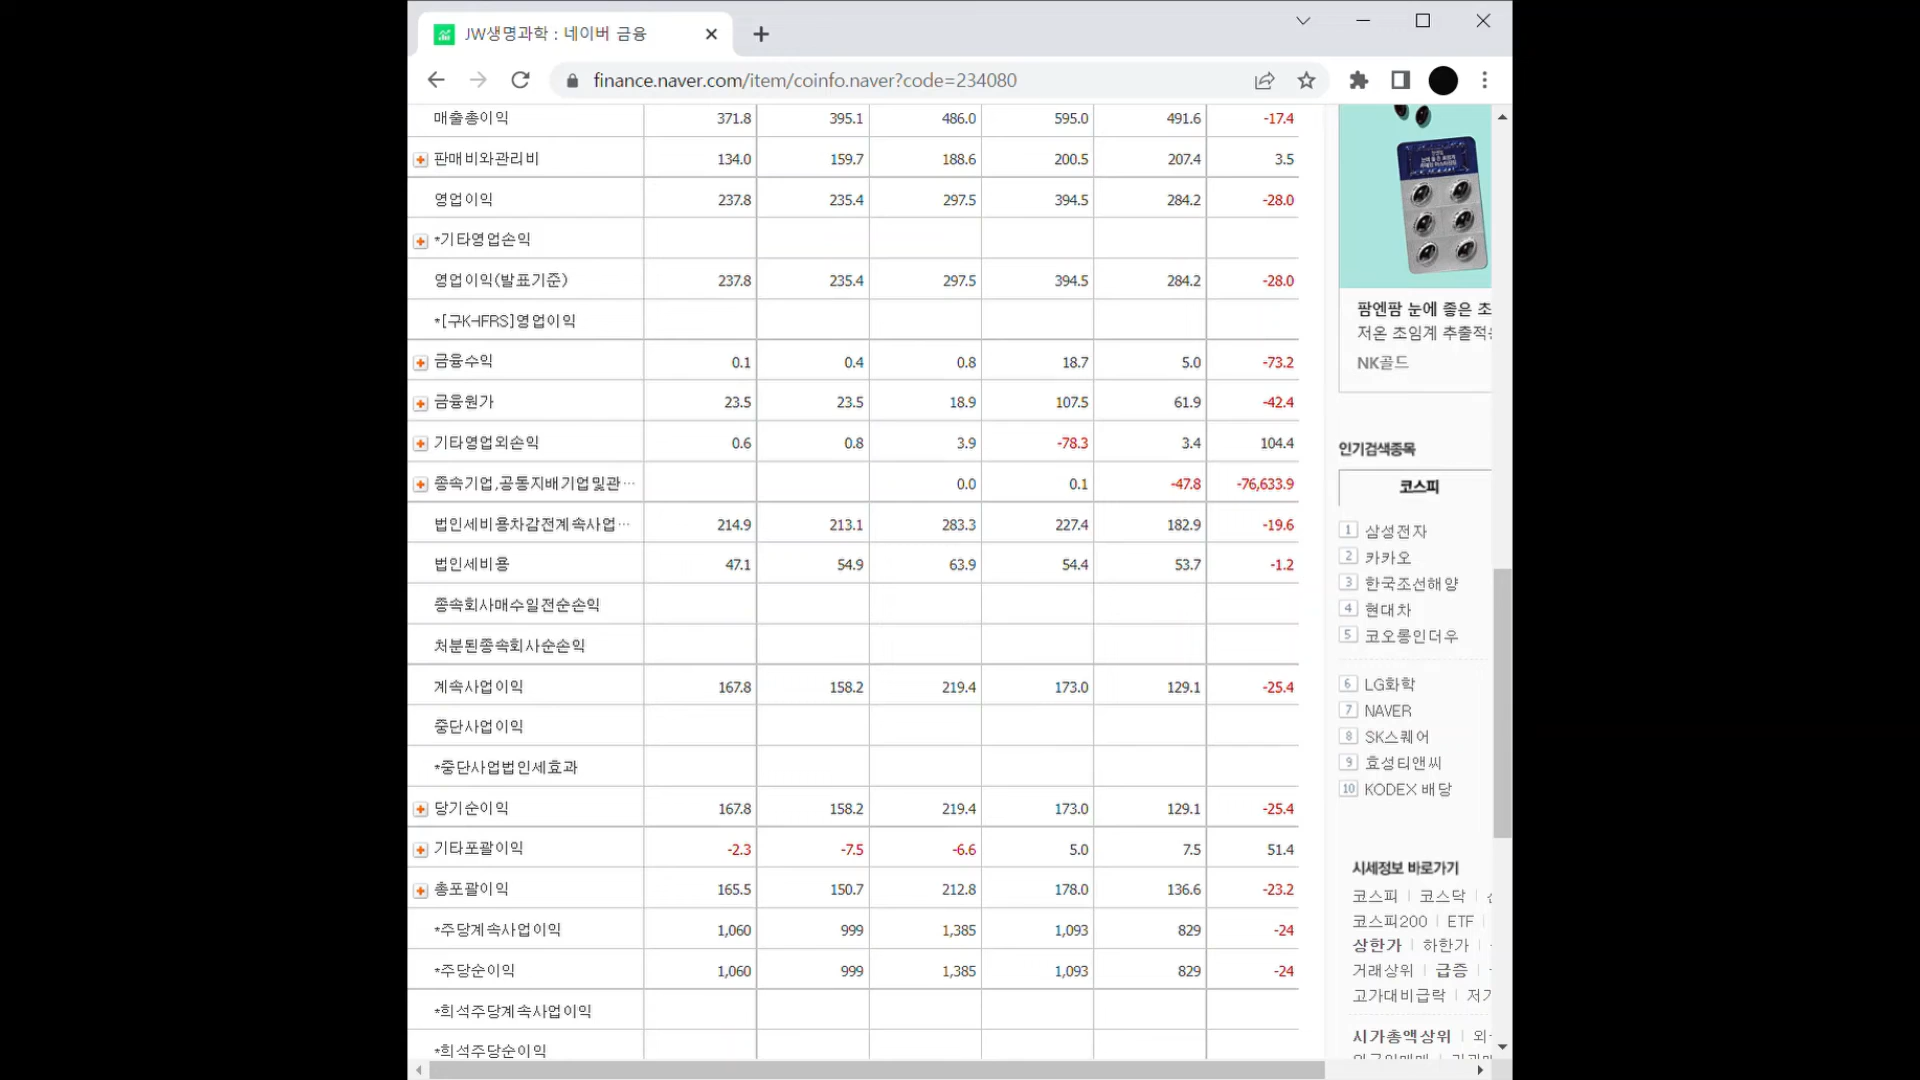 JW생명과학 : 네이버 금융
finance.naver.com/item/coinfo.naver?code=234080
매출총이익 371.8 395.1 486.0 595.0 491.6 -17.4
판매비와관리비 134.0 159.7 188.6 200.5 207.4 3.5
영업이익 237.8 235.4 297.5 394.5 284.2 -28.0
*기타영업손익
영업이익(발표기준) 237.8 235.4 297.5 394.5 284.2 -28.0
*[구K-IFRS]영업이익
금융수익 0.1 0.4 0.8 18.7 5.0 -73.2
금융원가 23.5 23.5 18.9 107.5 61.9 -42.4
기타영업외손익 0.6 0.8 3.9 -78.3 3.4 104.4
종속기업,공동지배기업및관… 0.0 0.1 -47.8 -76,633.9
법인세비용차감전계속사업… 214.9 213.1 283.3 227.4 182.9 -19.6
법인세비용 47.1 54.9 63.9 54.4 53.7 -1.2
종속회사매수일전순손익
처분된종속회사순손익
계속사업이익 167.8 158.2 219.4 173.0 129.1 -25.4
중단사업이익
*중단사업법인세효과
당기순이익 167.8 158.2 219.4 173.0 129.1 -25.4
기타포괄이익 -2.3 -7.5 -6.6 5.0 7.5 51.4
총포괄이익 165.5 150.7 212.8 178.0 136.6 -23.2
*주당계속사업이익 1,060 999 1,385 1,093 829 -24
*주당순이익 1,060 999 1,385 1,093 829 -24
*희석주당계속사업이익
*희석주당순이익
팜엔팜 눈에 좋은 초
저온 초임계 추출적
NK골드
인기검색종목
코스피
1 삼성전자
2 카카오
3 한국조선해양
4 현대차
5 코오롱인더우
6 LG화학
7 NAVER
8 SK스퀘어
9 효성티앤씨
10 KODEX 배당
시세정보 바로가기
코스피 | 코스닥 |
코스피200 | ETF
상한가 | 하한가
거래상위 | 급증
고가대비급락 | 저가
시가총액상위 | 외